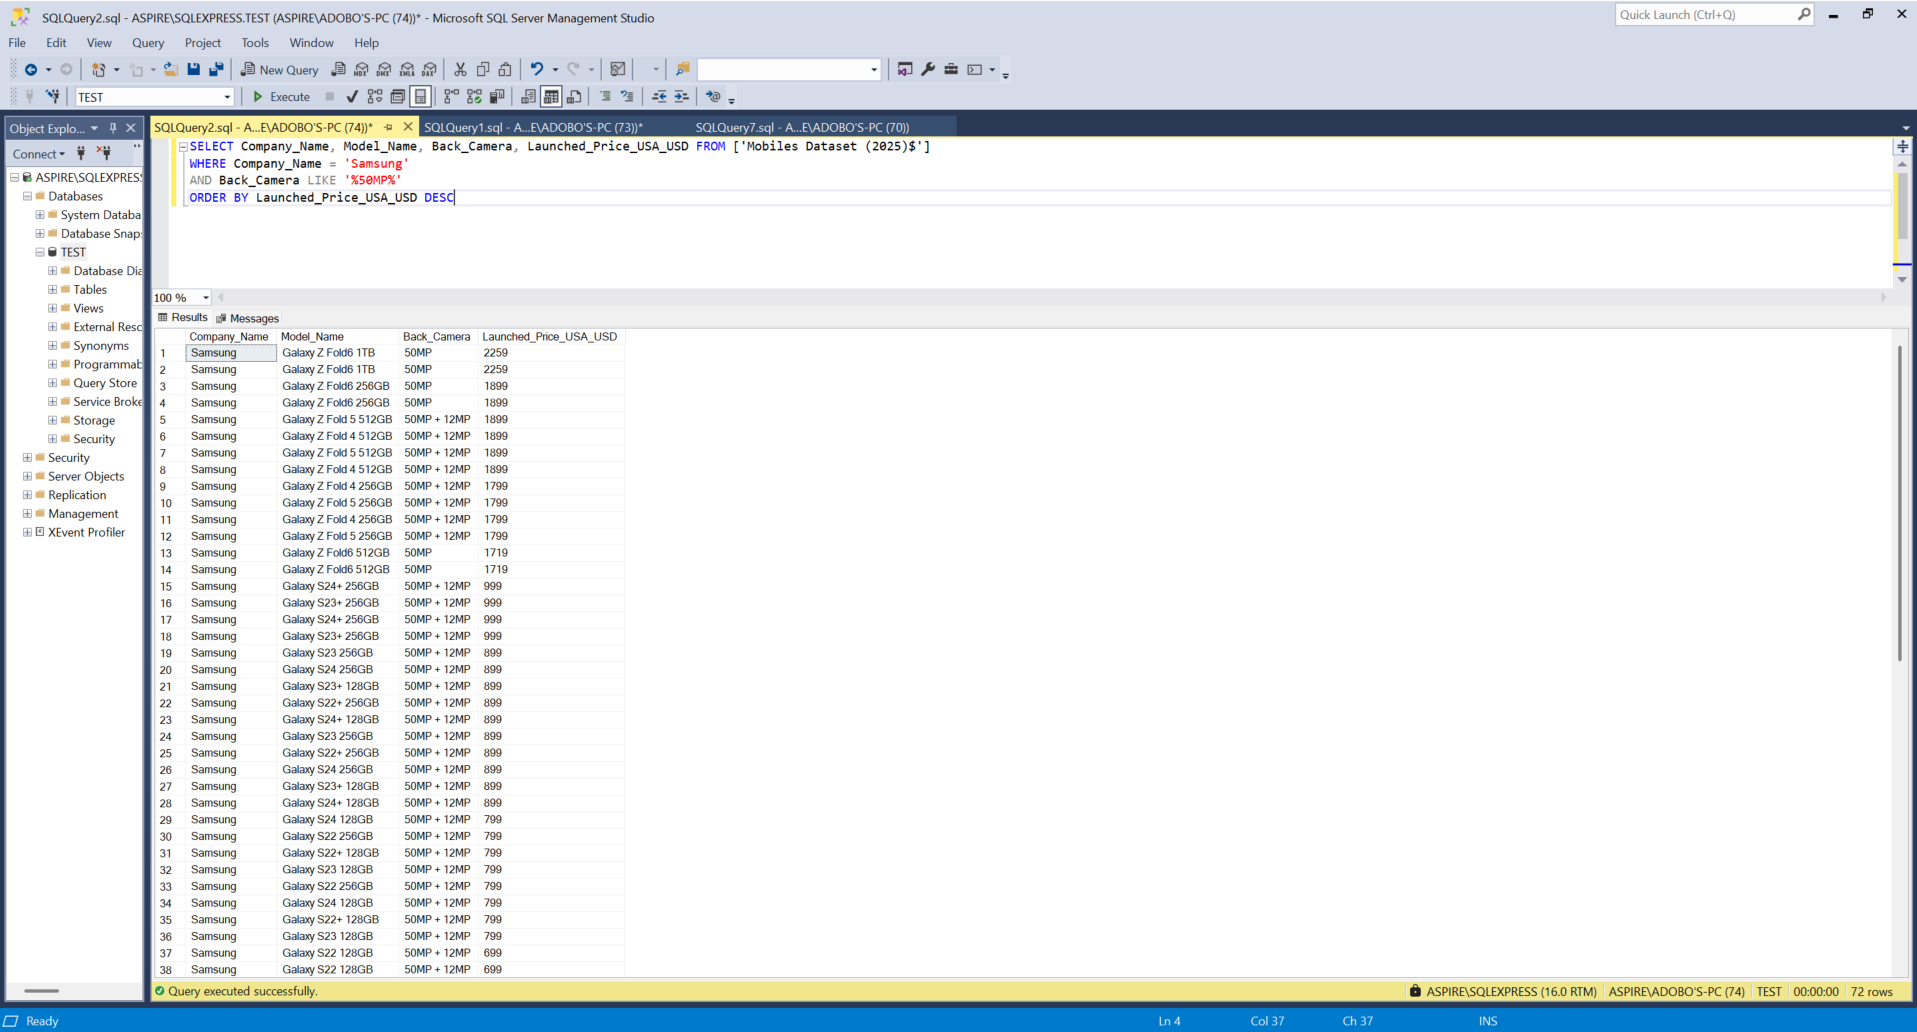 SQLQuery2.sql - ASPIRE\SQLEXPRESS.TEST (ASPIRE\ADOBO'S-PC (74))* - Microsoft SQL Server Management Studio
Quick Launch (Ctrl+Q)
File Edit View Query Project Tools Window Help
New Query MDX DMX XMLA DAX
TEST Execute
Object Explo...
SQLQuery2.sql - A...E\ADOBO'S-PC (74))* SQLQuery1.sql - A...E\ADOBO'S-PC (73))* SQLQuery7.sql - A...E\ADOBO'S-PC (70))
Connect
ASPIRE\SQLEXPRES
Databases
System Databa
Database Snap
TEST
Database Dia
Tables
Views
External Resc
Synonyms
Programmab
Query Store
Service Broke
Storage
Security
Security
Server Objects
Replication
Management
XEvent Profiler
SELECT Company_Name, Model_Name, Back_Camera, Launched_Price_USA_USD FROM ['Mobiles Dataset (2025)$']
WHERE Company_Name = 'Samsung'
AND Back_Camera LIKE '%50MP%'
ORDER BY Launched_Price_USA_USD DESC
100 %
Results Messages
Company_Name Model_Name Back_Camera Launched_Price_USA_USD
1 Samsung Galaxy Z Fold6 1TB 50MP 2259
2 Samsung Galaxy Z Fold6 1TB 50MP 2259
3 Samsung Galaxy Z Fold6 256GB 50MP 1899
4 Samsung Galaxy Z Fold6 256GB 50MP 1899
5 Samsung Galaxy Z Fold 5 512GB 50MP + 12MP 1899
6 Samsung Galaxy Z Fold 4 512GB 50MP + 12MP 1899
7 Samsung Galaxy Z Fold 5 512GB 50MP + 12MP 1899
8 Samsung Galaxy Z Fold 4 512GB 50MP + 12MP 1899
9 Samsung Galaxy Z Fold 4 256GB 50MP + 12MP 1799
10 Samsung Galaxy Z Fold 5 256GB 50MP + 12MP 1799
11 Samsung Galaxy Z Fold 4 256GB 50MP + 12MP 1799
12 Samsung Galaxy Z Fold 5 256GB 50MP + 12MP 1799
13 Samsung Galaxy Z Fold6 512GB 50MP 1719
14 Samsung Galaxy Z Fold6 512GB 50MP 1719
15 Samsung Galaxy S24+ 256GB 50MP + 12MP 999
16 Samsung Galaxy S23+ 256GB 50MP + 12MP 999
17 Samsung Galaxy S24+ 256GB 50MP + 12MP 999
18 Samsung Galaxy S23+ 256GB 50MP + 12MP 999
19 Samsung Galaxy S23 256GB 50MP + 12MP 899
20 Samsung Galaxy S24 256GB 50MP + 12MP 899
21 Samsung Galaxy S23+ 128GB 50MP + 12MP 899
22 Samsung Galaxy S22+ 256GB 50MP + 12MP 899
23 Samsung Galaxy S24+ 128GB 50MP + 12MP 899
24 Samsung Galaxy S23 256GB 50MP + 12MP 899
25 Samsung Galaxy S22+ 256GB 50MP + 12MP 899
26 Samsung Galaxy S24 256GB 50MP + 12MP 899
27 Samsung Galaxy S23+ 128GB 50MP + 12MP 899
28 Samsung Galaxy S24+ 128GB 50MP + 12MP 899
29 Samsung Galaxy S24 128GB 50MP + 12MP 799
30 Samsung Galaxy S22 256GB 50MP + 12MP 799
31 Samsung Galaxy S22+ 128GB 50MP + 12MP 799
32 Samsung Galaxy S23 128GB 50MP + 12MP 799
33 Samsung Galaxy S22 256GB 50MP + 12MP 799
34 Samsung Galaxy S24 128GB 50MP + 12MP 799
35 Samsung Galaxy S22+ 128GB 50MP + 12MP 799
36 Samsung Galaxy S23 128GB 50MP + 12MP 799
37 Samsung Galaxy S22 128GB 50MP + 12MP 699
38 Samsung Galaxy S22 128GB 50MP + 12MP 699
Query executed successfully. ASPIRE\SQLEXPRESS (16.0 RTM) ASPIRE\ADOBO'S-PC (74) TEST 00:00:00 72 rows
Ready Ln 4 Col 37 Ch 37 INS